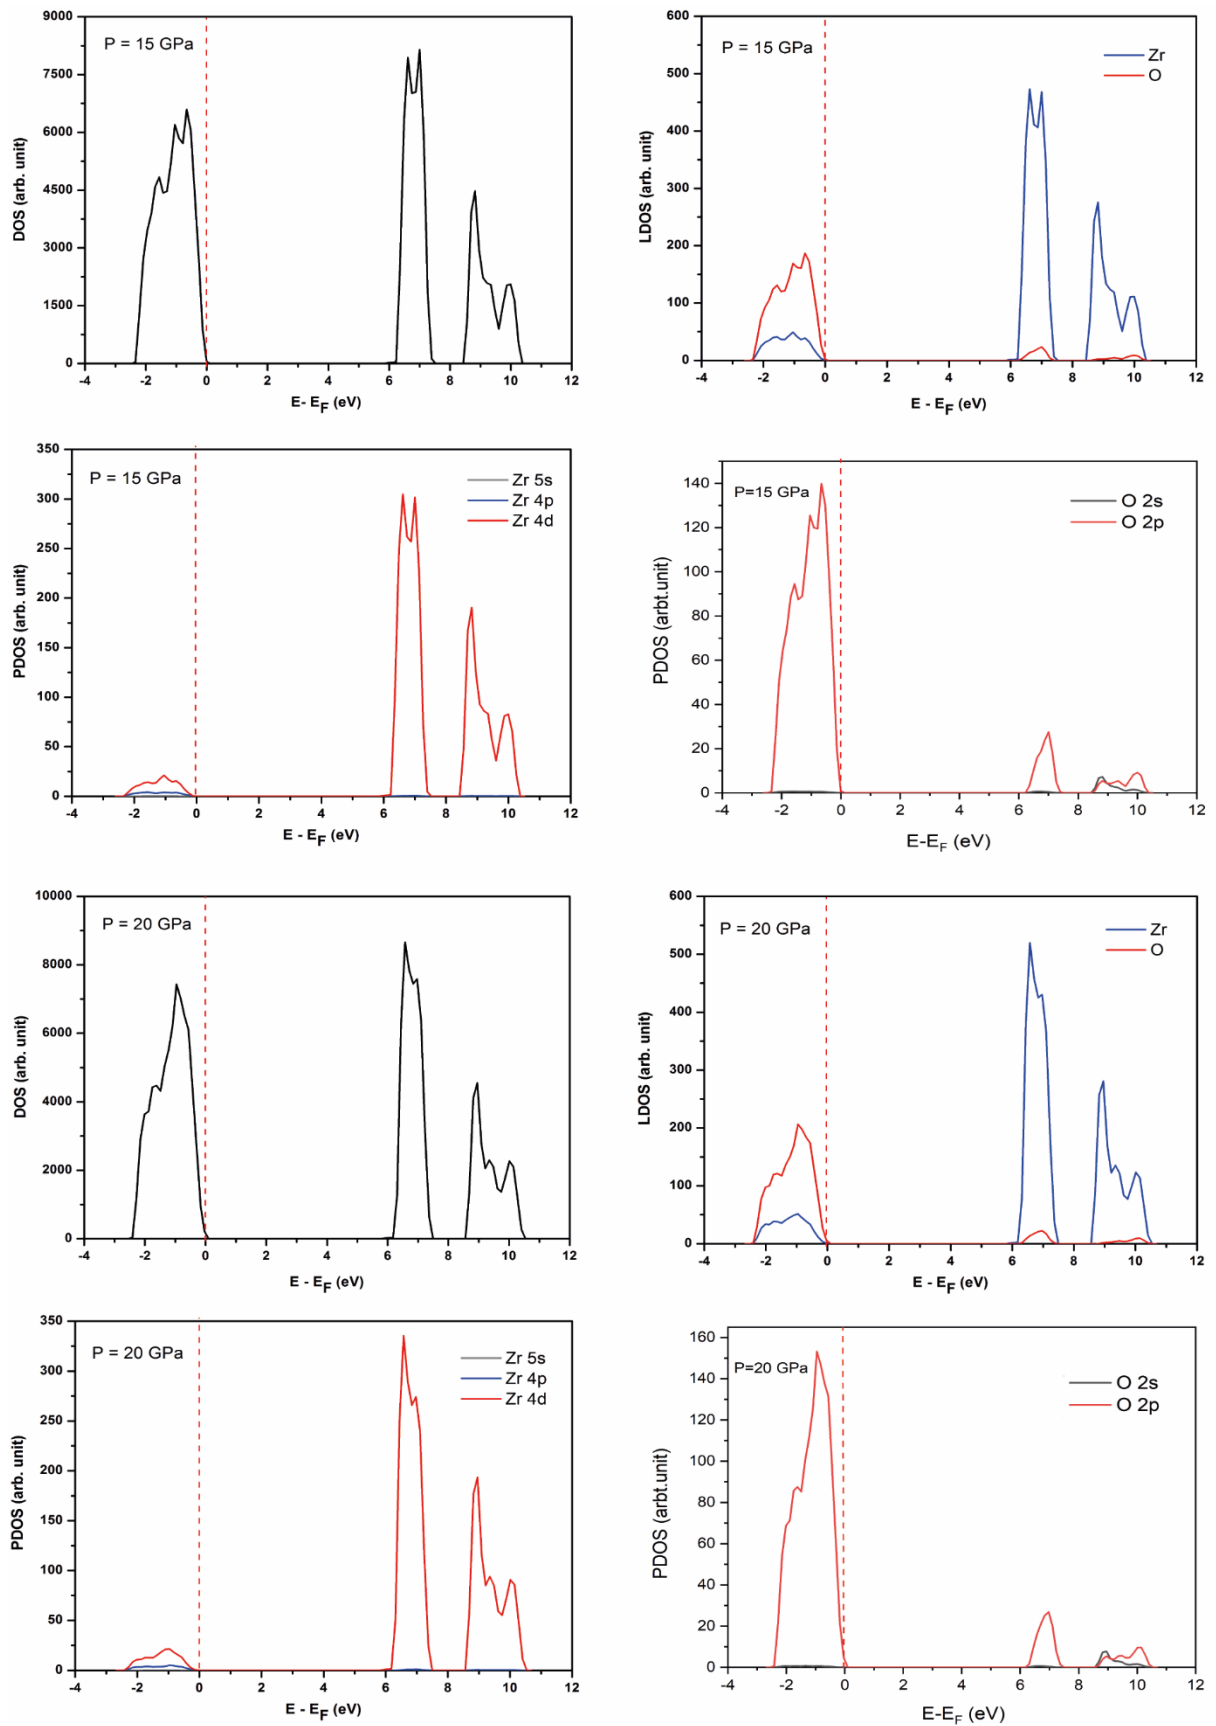 9000
7500
6000
4500
3000
1500
0
DOS (arb. unit)
P = 15 GPa
-4 -2 0 2 4 6 8 10 12
E - EF (eV)
600
500
400
300
200
100
0
LDOS (arb. unit)
P = 15 GPa
Zr
O
-4 -2 0 2 4 6 8 10 12
E - EF (eV)
350
300
250
200
150
100
50
0
PDOS (arb. unit)
P = 15 GPa
Zr 5s
Zr 4p
Zr 4d
-4 -2 0 2 4 6 8 10 12
E - EF (eV)
140
120
100
80
60
40
20
0
PDOS (arbt.unit)
P=15 GPa
O 2s
O 2p
-4 -2 0 2 4 6 8 10 12
E-EF (eV)
10000
8000
6000
4000
2000
0
DOS (arb. unit)
P = 20 GPa
-4 -2 0 2 4 6 8 10 12
E - EF (eV)
600
500
400
300
200
100
0
LDOS (arb. unit)
P = 20 GPa
Zr
O
-4 -2 0 2 4 6 8 10 12
E - EF (eV)
350
300
250
200
150
100
50
0
PDOS (arb. unit)
P = 20 GPa
Zr 5s
Zr 4p
Zr 4d
-4 -2 0 2 4 6 8 10 12
E - EF (eV)
160
140
120
100
80
60
40
20
0
PDOS (arbt.unit)
P=20 GPa
O 2s
O 2p
-4 -2 0 2 4 6 8 10 12
E-EF (eV)